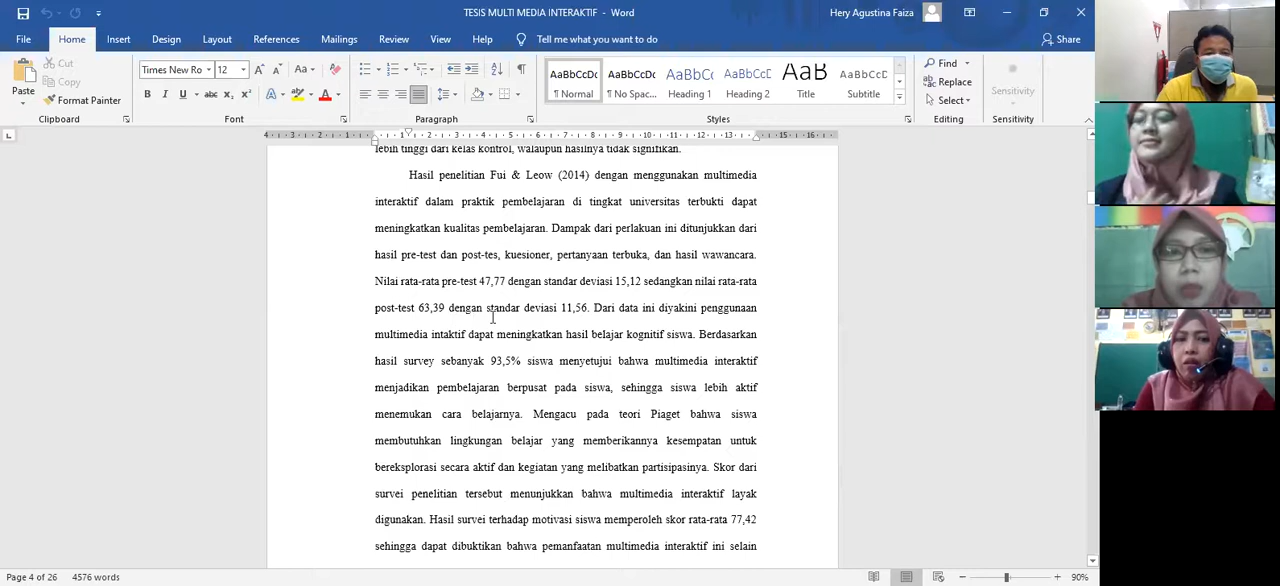 TESIS MULTI MEDIA INTERAKTIF - Word
Hery Agustina Faiza
File Home Insert Design Layout References Mailings Review View Help Tell me what you want to do Share
Paste
Cut
Copy
Format Painter
Clipboard
Times New Ro 12
Font
Paragraph
AaBbCcDc AaBbCcDc AaBbC AaBbCcE AaB AaBbCcD
¶ Normal ¶ No Spac... Heading 1 Heading 2 Title Subtitle
Styles
Find
Replace
Select
Editing
Sensitivity
Sensitivity
lebih tinggi dari kelas kontrol, walaupun hasilnya tidak signifikan.
Hasil penelitian Fui & Leow (2014) dengan menggunakan multimedia
interaktif dalam praktik pembelajaran di tingkat universitas terbukti dapat
meningkatkan kualitas pembelajaran. Dampak dari perlakuan ini ditunjukkan dari
hasil pre-test dan post-tes, kuesioner, pertanyaan terbuka, dan hasil wawancara.
Nilai rata-rata pre-test 47,77 dengan standar deviasi 15,12 sedangkan nilai rata-rata
post-test 63,39 dengan standar deviasi 11,56. Dari data ini diyakini penggunaan
multimedia intaktif dapat meningkatkan hasil belajar kognitif siswa. Berdasarkan
hasil survey sebanyak 93,5% siswa menyetujui bahwa multimedia interaktif
menjadikan pembelajaran berpusat pada siswa, sehingga siswa lebih aktif
menemukan cara belajarnya. Mengacu pada teori Piaget bahwa siswa
membutuhkan lingkungan belajar yang memberikannya kesempatan untuk
bereksplorasi secara aktif dan kegiatan yang melibatkan partisipasinya. Skor dari
survei penelitian tersebut menunjukkan bahwa multimedia interaktif layak
digunakan. Hasil survei terhadap motivasi siswa memperoleh skor rata-rata 77,42
sehingga dapat dibuktikan bahwa pemanfaatan multimedia interaktif ini selain
Page 4 of 26 4576 words 90%